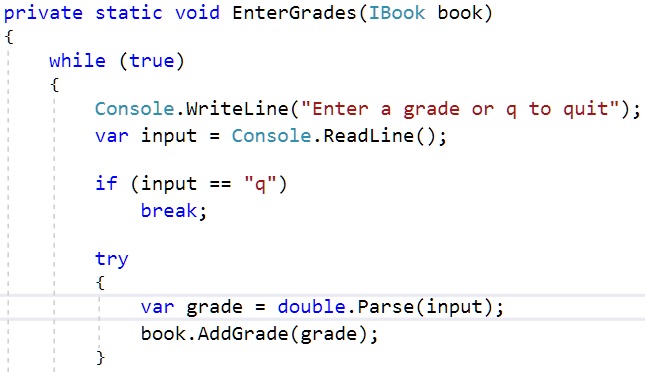 private static void EnterGrades(IBook book)
{
while (true)
{
Console.WriteLine("Enter a grade or q to quit");
var input = Console.ReadLine();
if (input == "q")
break;
try
{
var grade = double.Parse(input);
book.AddGrade(grade);
}